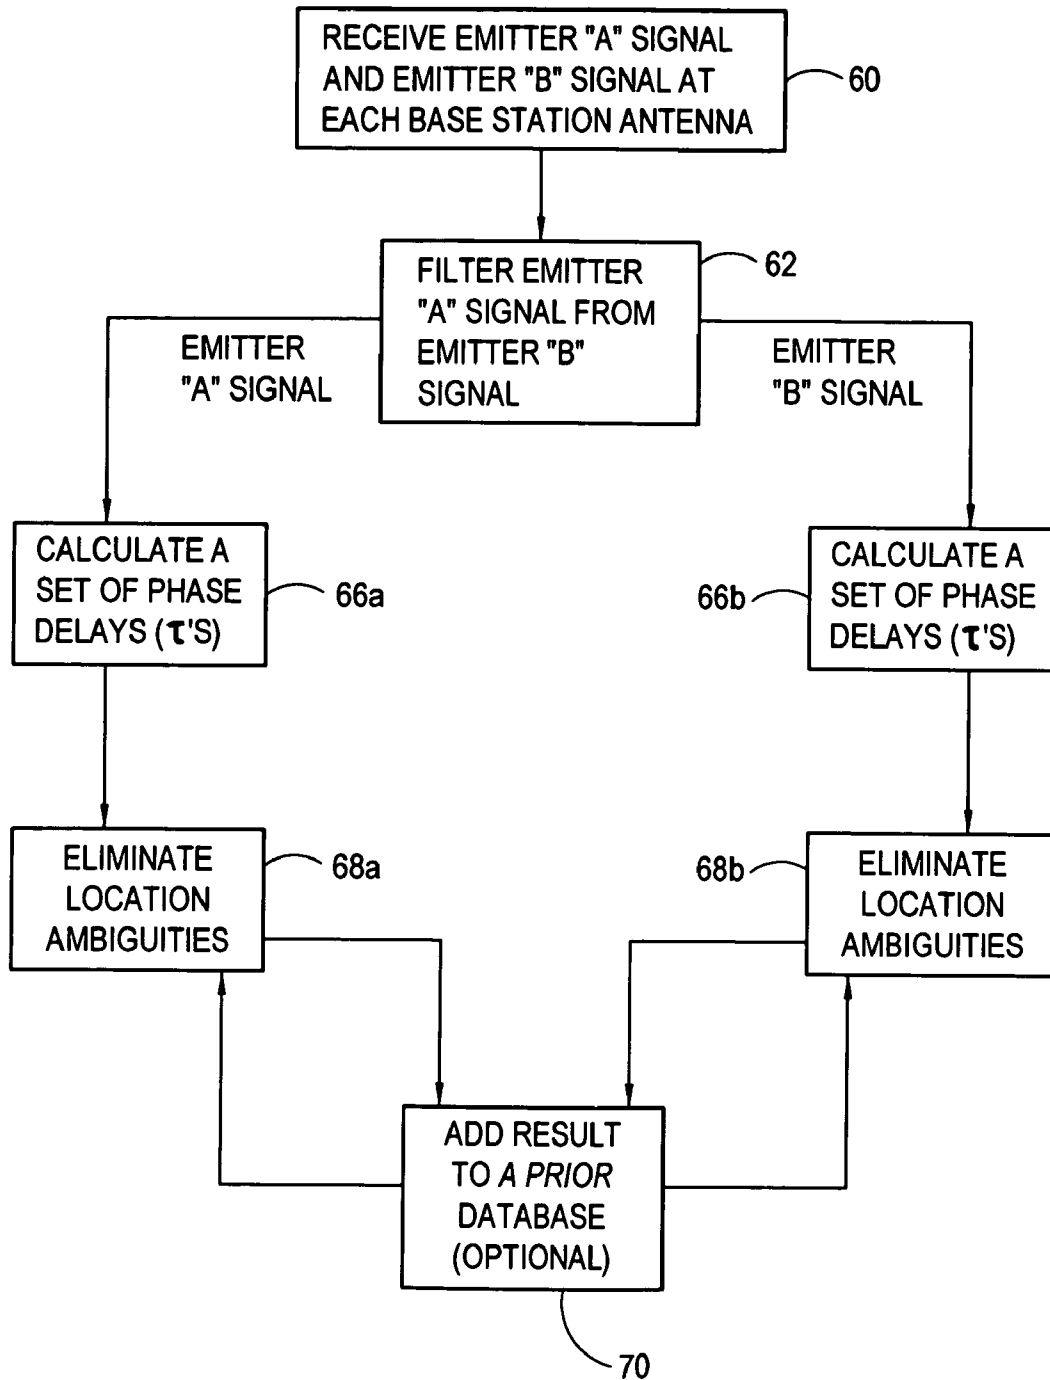 RECEIVE EMITTER "A" SIGNAL
AND EMITTER "B" SIGNAL AT
EACH BASE STATION ANTENNA
60
FILTER EMITTER
"A" SIGNAL FROM
EMITTER "B"
SIGNAL
62
EMITTER
"A" SIGNAL
EMITTER
"B" SIGNAL
CALCULATE A
SET OF PHASE
DELAYS (τ'S)
66a
66b
CALCULATE A
SET OF PHASE
DELAYS (τ'S)
ELIMINATE
LOCATION
AMBIGUITIES
68a
68b
ELIMINATE
LOCATION
AMBIGUITIES
ADD RESULT
TO A PRIOR
DATABASE
(OPTIONAL)
70